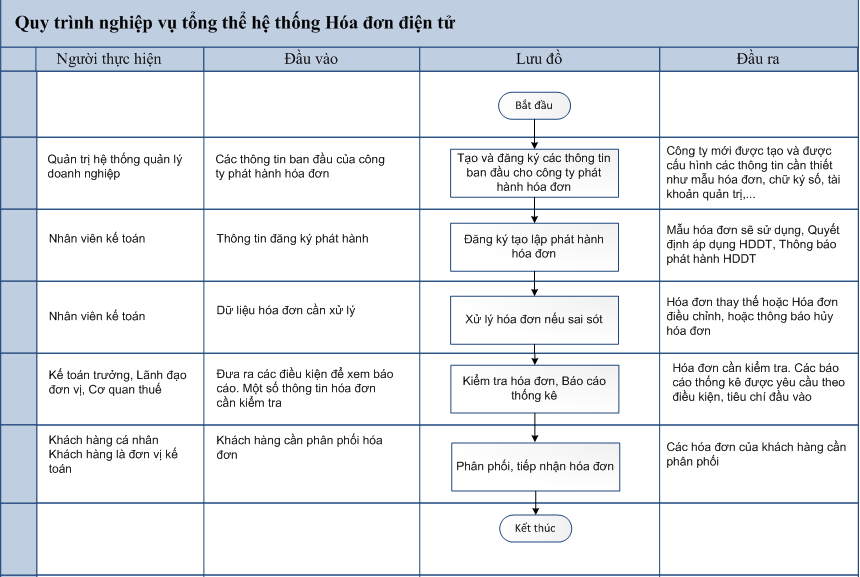 Quy trình nghiệp vụ tổng thể hệ thống Hóa đơn điện tử
Người thực hiện
Đầu vào
Lưu đồ
Đầu ra
Bắt đầu
Quản trị hệ thống quản lý
doanh nghiệp
Các thông tin ban đầu của công
ty phát hành hóa đơn
Tạo và đăng ký các thông tin
ban đầu cho công ty phát
hành hóa đơn
Công ty mới được tạo và được
cấu hình các thông tin cần thiết
như mẫu hóa đơn, chữ ký số, tài
khoản quản trị,...
Nhân viên kế toán
Thông tin đăng ký phát hành
Đăng ký tạo lập phát hành
hóa đơn
Mẫu hóa đơn sẽ sử dụng, Quyết
định áp dụng HDDT, Thông báo
phát hành HDDT
Nhân viên kế toán
Dữ liệu hóa đơn cần xử lý
Xử lý hóa đơn nếu sai sót
Hóa đơn thay thế hoặc Hóa đơn
điều chỉnh, hoặc thông báo hủy
hóa đơn
Kế toán trưởng, Lãnh đạo
đơn vị, Cơ quan thuế
Đưa ra các điều kiện để xem báo
cáo. Một số thông tin hóa đơn
cần kiểm tra
Kiểm tra hóa đơn, Báo cáo
thống kê
Hóa đơn cần kiểm tra. Các báo
cáo thống kê được yêu cầu theo
điều kiện, tiêu chí đầu vào
Khách hàng cá nhân
Khách hàng là đơn vị kế
toán
Khách hàng cần phân phối hóa
đơn
Phân phối, tiếp nhận hóa đơn
Các hóa đơn của khách hàng cần
phân phối
Kết thúc